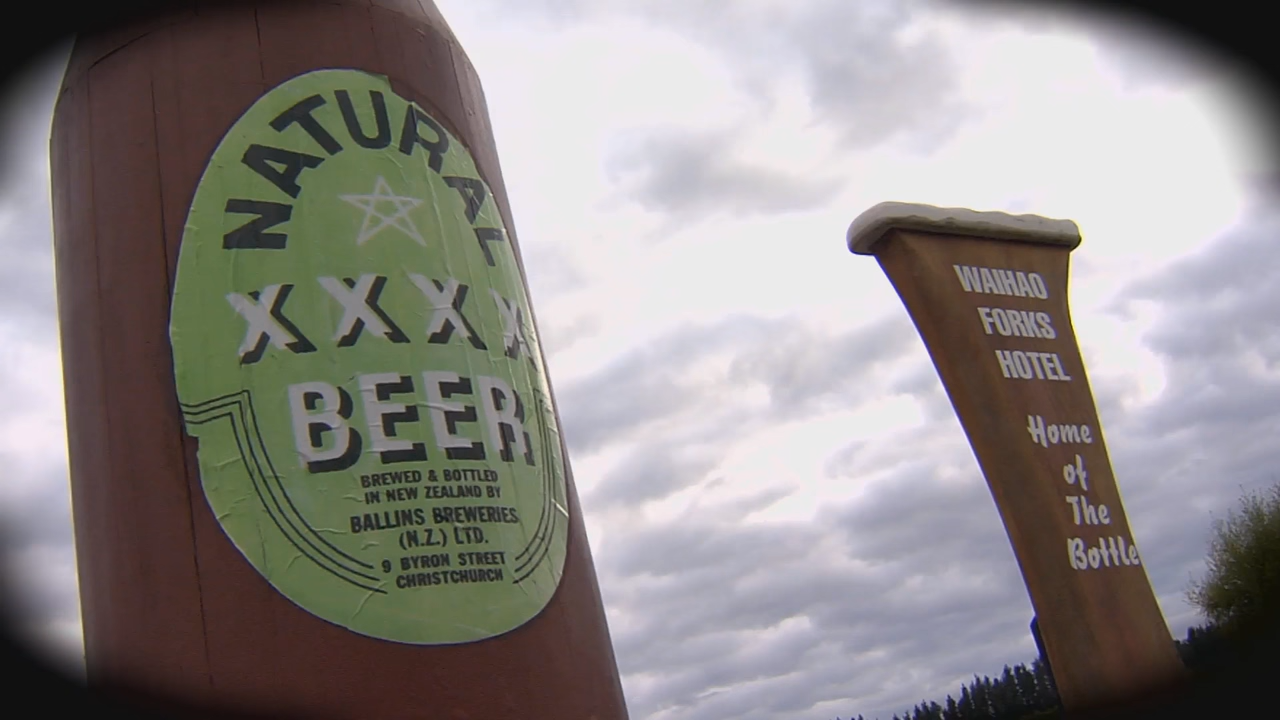 NATURAL
XXXX
BEER
BREWED & BOTTLED
IN NEW ZEALAND BY
BALLINS BREWERIES
(N.Z.) LTD.
9 BYRON STREET
CHRISTCHURCH
WAIHAO
FORKS
HOTEL
Home
of
The
Bottle